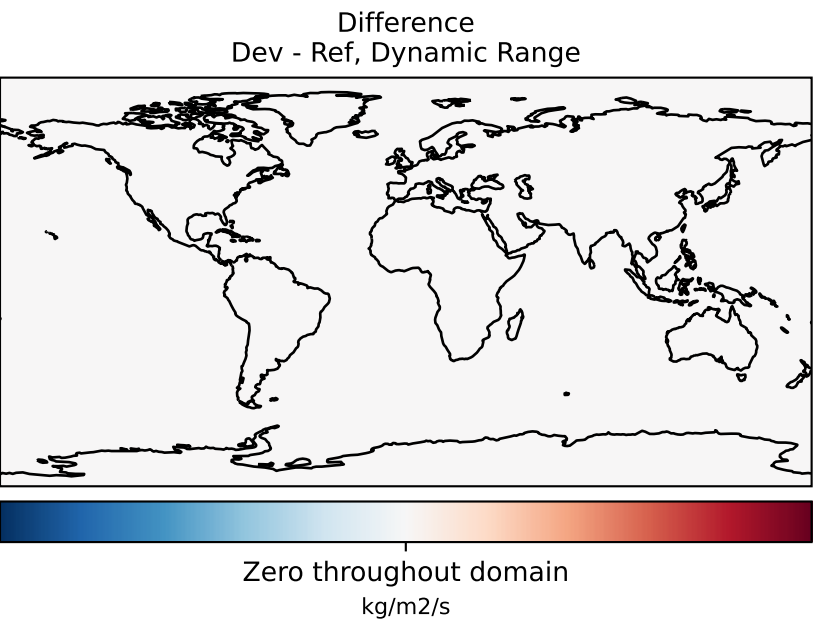 Difference
Dev - Ref, Dynamic Range
Zero throughout domain
kg/m2/s